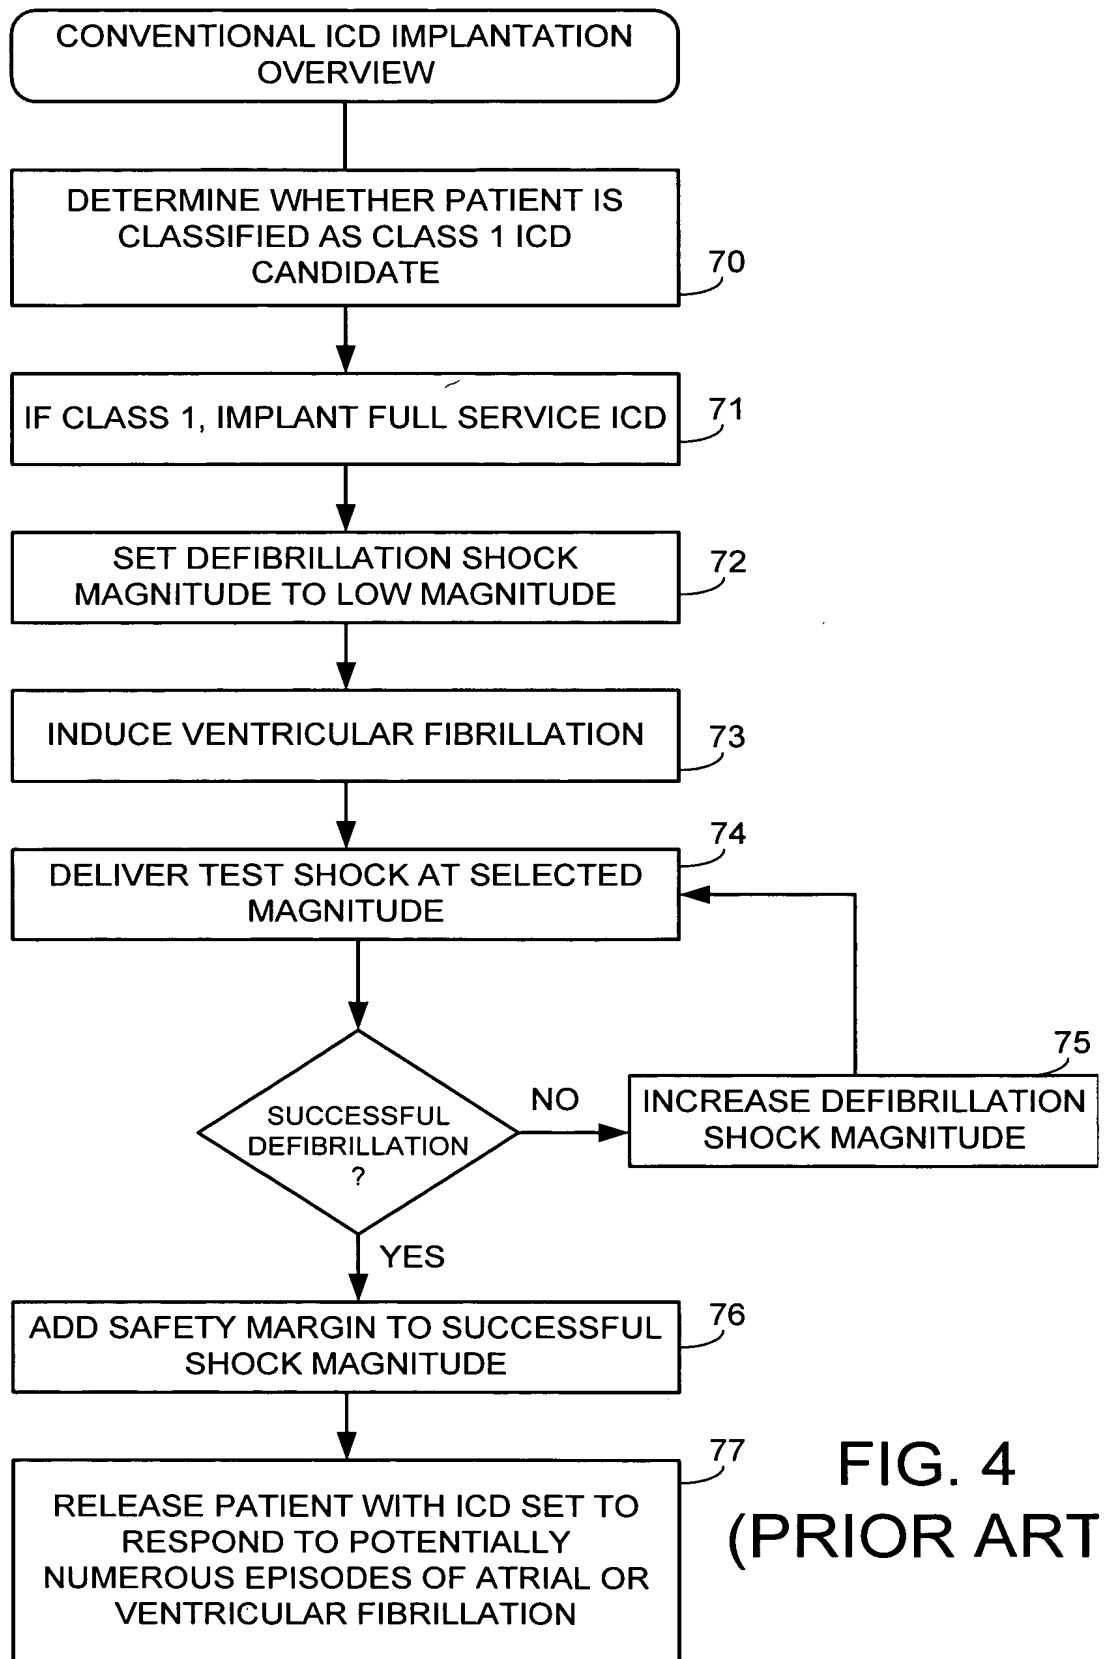 CONVENTIONAL ICD IMPLANTATION
OVERVIEW
DETERMINE WHETHER PATIENT IS
CLASSIFIED AS CLASS 1 ICD
CANDIDATE
70
IF CLASS 1, IMPLANT FULL SERVICE ICD
71
SET DEFIBRILLATION SHOCK
MAGNITUDE TO LOW MAGNITUDE
72
INDUCE VENTRICULAR FIBRILLATION
73
74
DELIVER TEST SHOCK AT SELECTED
MAGNITUDE
SUCCESSFUL
DEFIBRILLATION
?
NO
75
INCREASE DEFIBRILLATION
SHOCK MAGNITUDE
YES
76
ADD SAFETY MARGIN TO SUCCESSFUL
SHOCK MAGNITUDE
77
RELEASE PATIENT WITH ICD SET TO
RESPOND TO POTENTIALLY
NUMEROUS EPISODES OF ATRIAL OR
VENTRICULAR FIBRILLATION
FIG. 4
(PRIOR ART